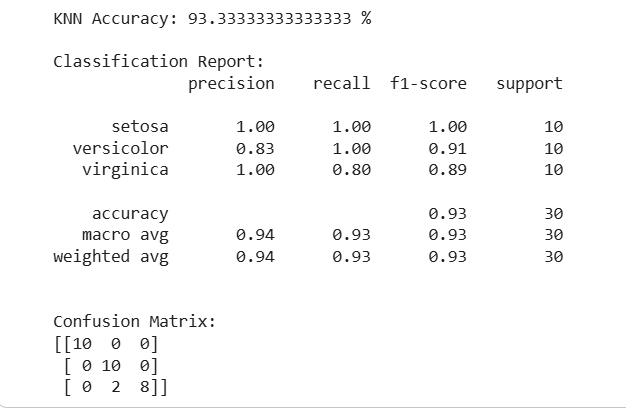 KNN Accuracy: 93.33333333333333 %
Classification Report:
precision recall f1-score support
setosa 1.00 1.00 1.00 10
versicolor 0.83 1.00 0.91 10
virginica 1.00 0.80 0.89 10
accuracy 0.93 30
macro avg 0.94 0.93 0.93 30
weighted avg 0.94 0.93 0.93 30
Confusion Matrix:
[[10 0 0]
[ 0 10 0]
[ 0 2 8]]